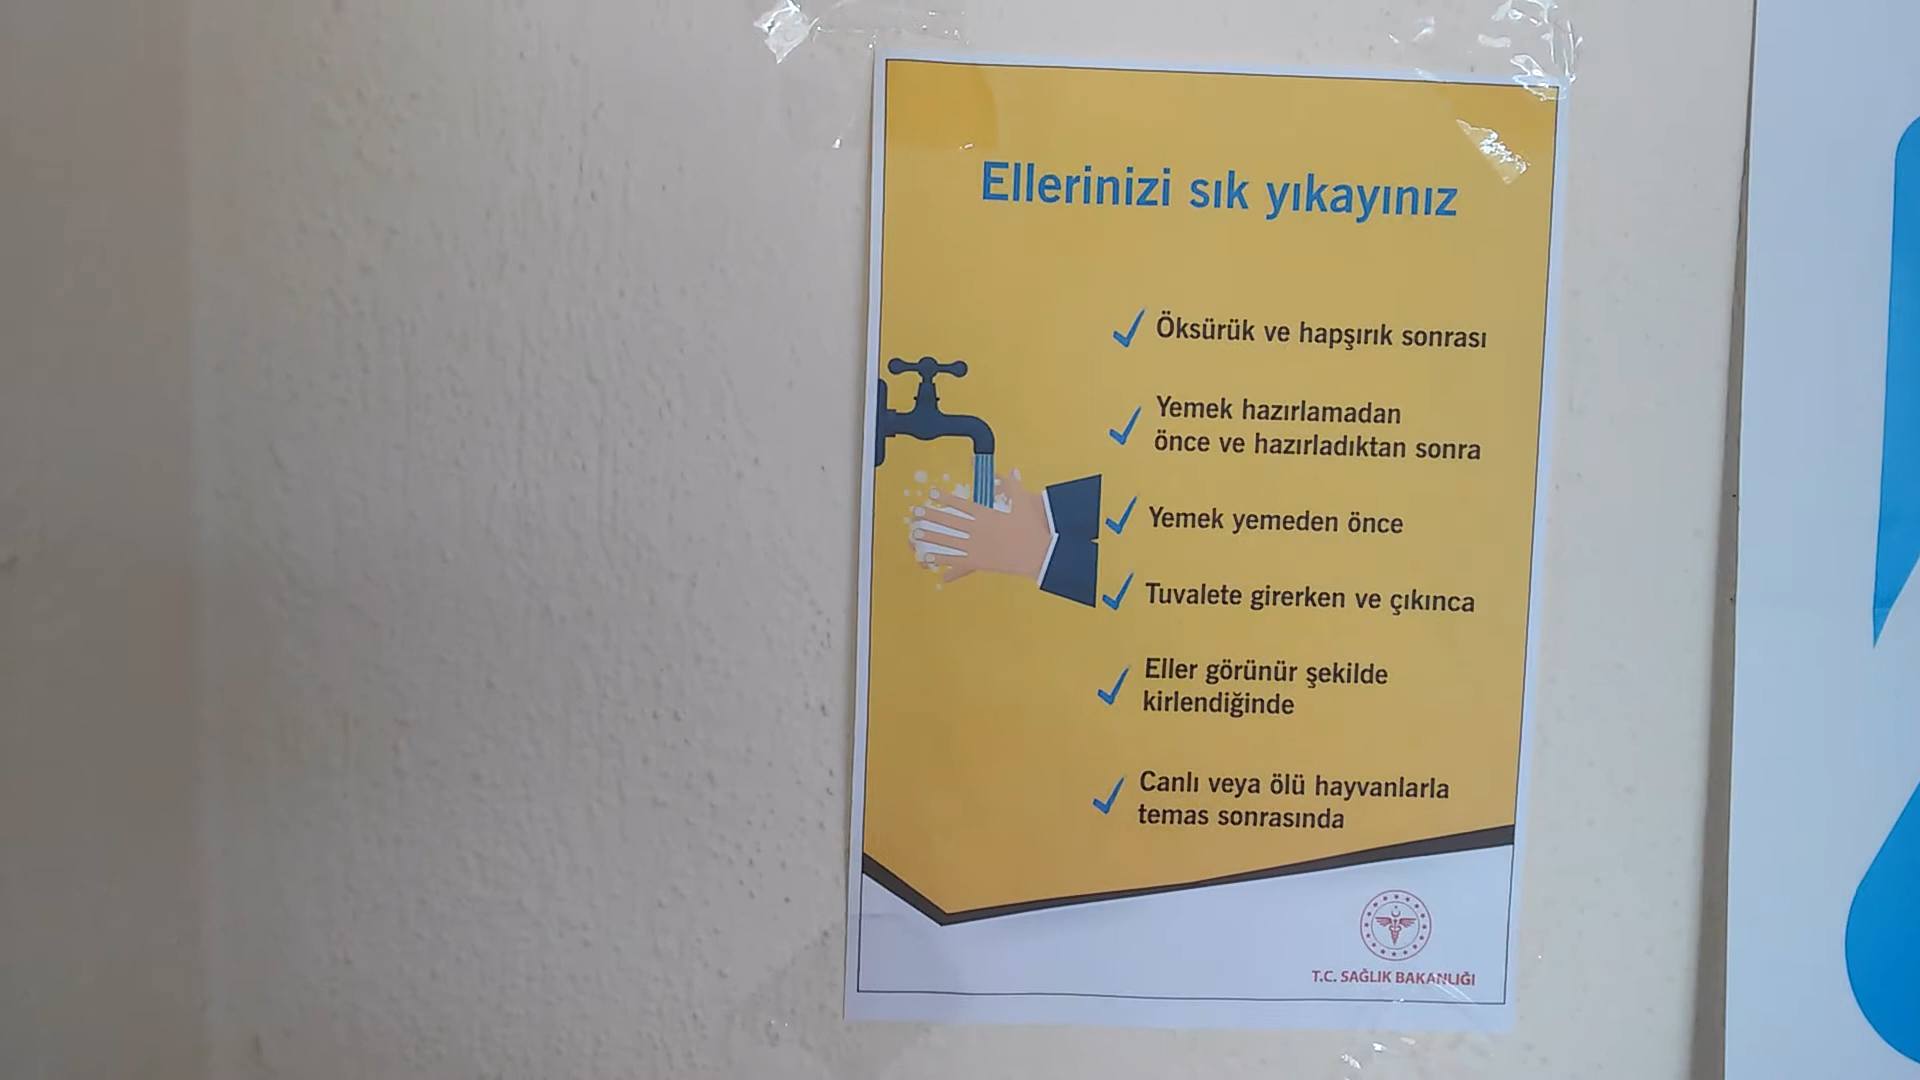 Ellerinizi sık yıkayınız
Öksürük ve hapşırık sonrası
Yemek hazırlamadan
önce ve hazırladıktan sonra
Yemek yemeden önce
Tuvalete girerken ve çıkınca
Eller görünür şekilde
kirlendiğinde
Canlı veya ölü hayvanlarla
temas sonrasında
T.C. SAĞLIK BAKANLIĞI